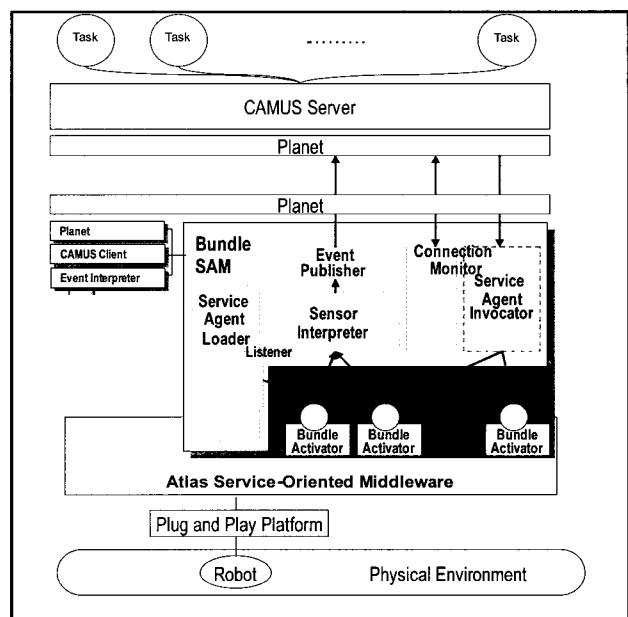 Task
Task
Task
CAMUS Server
Planet
Planet
Planet
CAMUS Client
Event Interpreter
Bundle
SAM
Event
Publisher
Connection
Monitor
Service
Agent
Loader
Listener
Sensor
Interpreter
Service
Agent
Invocator
Bundle
Activator
Bundle
Activator
Bundle
Activator
Atlas Service-Oriented Middleware
Plug and Play Platform
Robot
Physical Environment